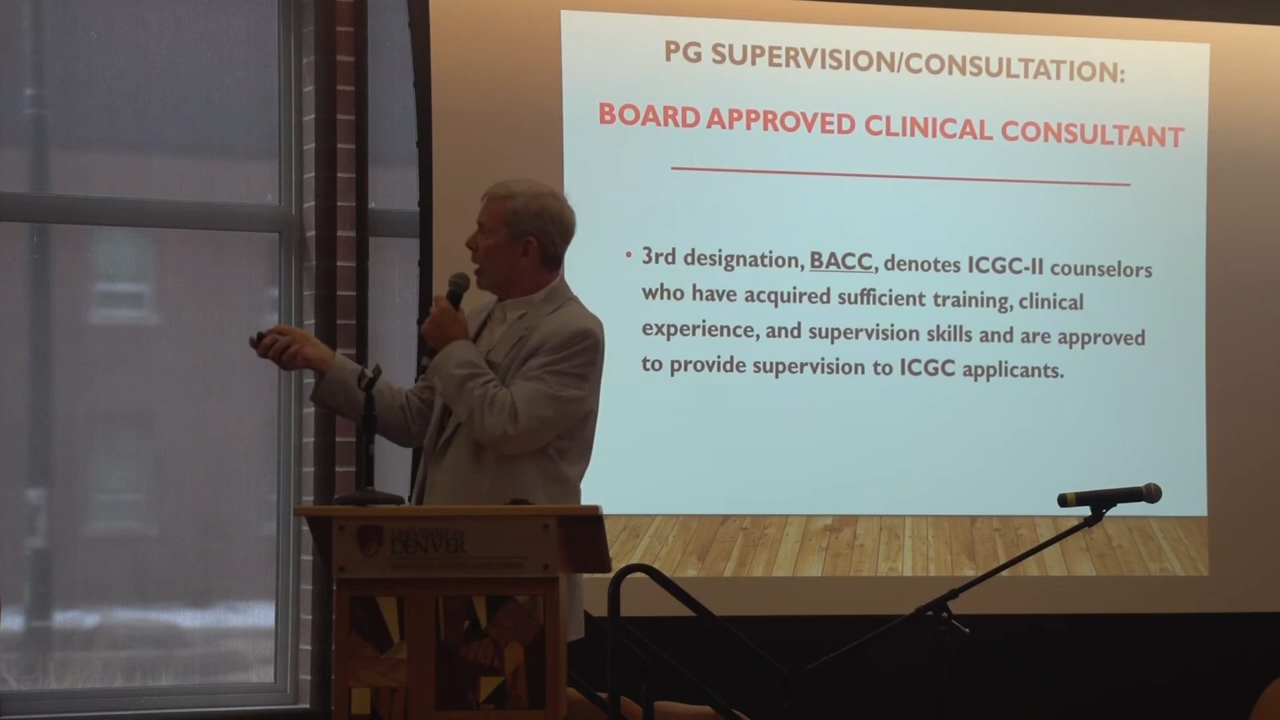 PG SUPERVISION/CONSULTATION:
BOARD APPROVED CLINICAL CONSULTANT
• 3rd designation, BACC, denotes ICGC-II counselors
who have acquired sufficient training, clinical
experience, and supervision skills and are approved
to provide supervision to ICGC applicants.
DENVER